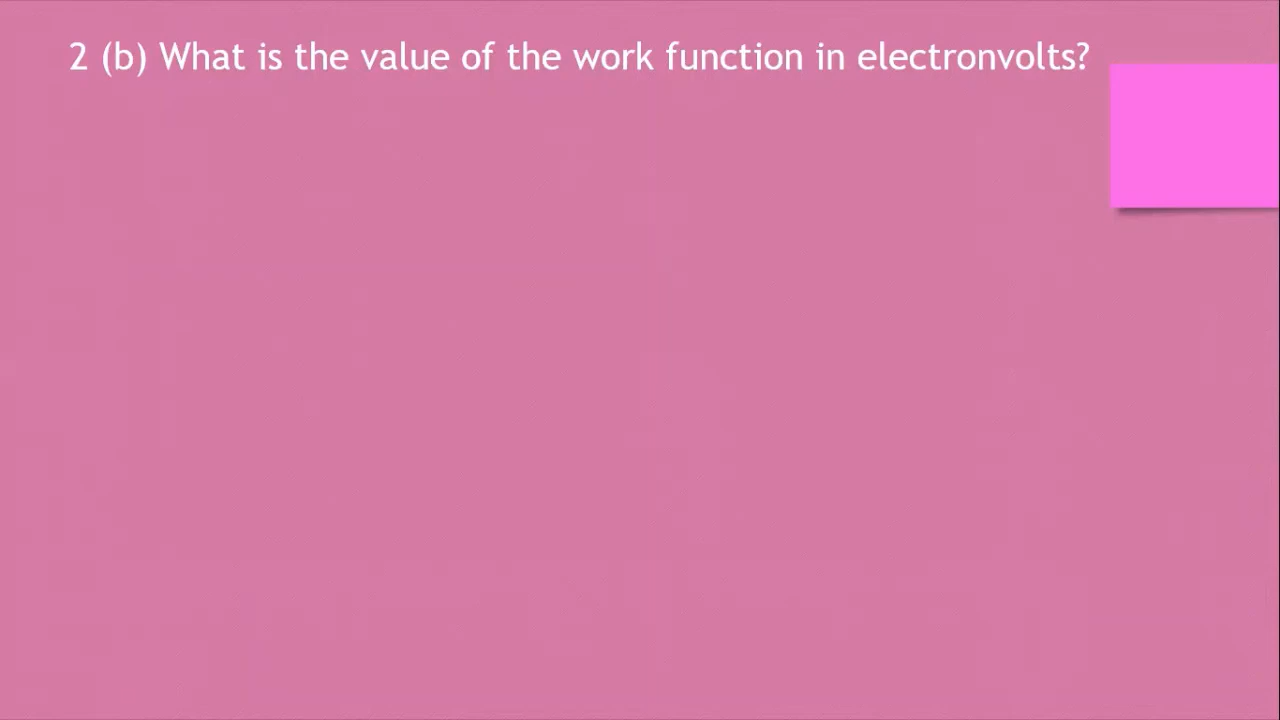 2 (b) What is the value of the work function in electronvolts?